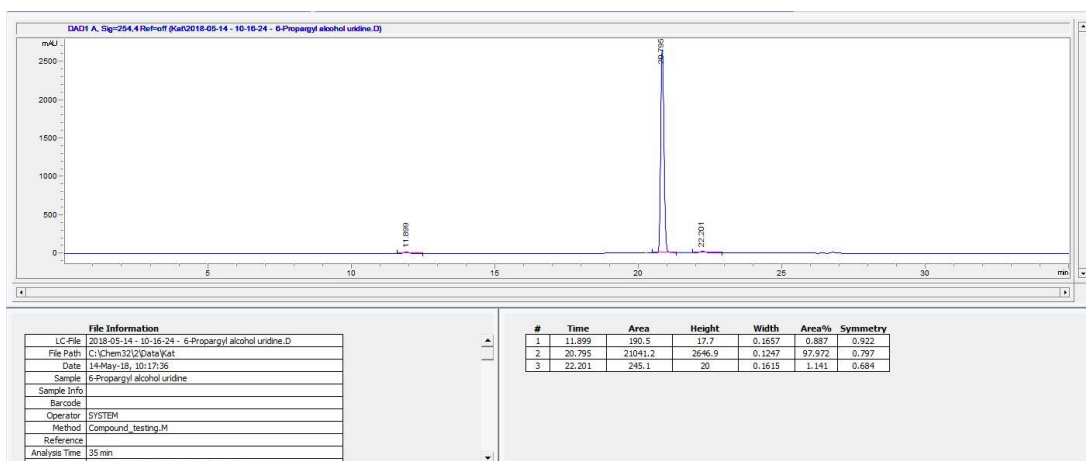 DAD1 A, Sig=254,4 Ref=off (Kat\2018-05-14 - 10-16-24 - 6-Propargyl alcohol uridine.D)
mAU
2500
2000
1500
1000
500
0
11.899
20.795
22.201
5 10 15 20 25 30 min
File Information
LC-File 2018-05-14 - 10-16-24 - 6-Propargyl alcohol uridine.D
File Path C:\Chem32\2\Data\Kat
Date 14-May-18, 10:17:36
Sample 6-Propargyl alcohol uridine
Sample Info
Barcode
Operator SYSTEM
Method Compound_testing.M
Reference
Analysis Time 35 min
# Time Area Height Width Area% Symmetry
1 11.899 190.5 17.7 0.1657 0.887 0.922
2 20.795 21041.2 2646.9 0.1247 97.972 0.797
3 22.201 245.1 20 0.1615 1.141 0.684